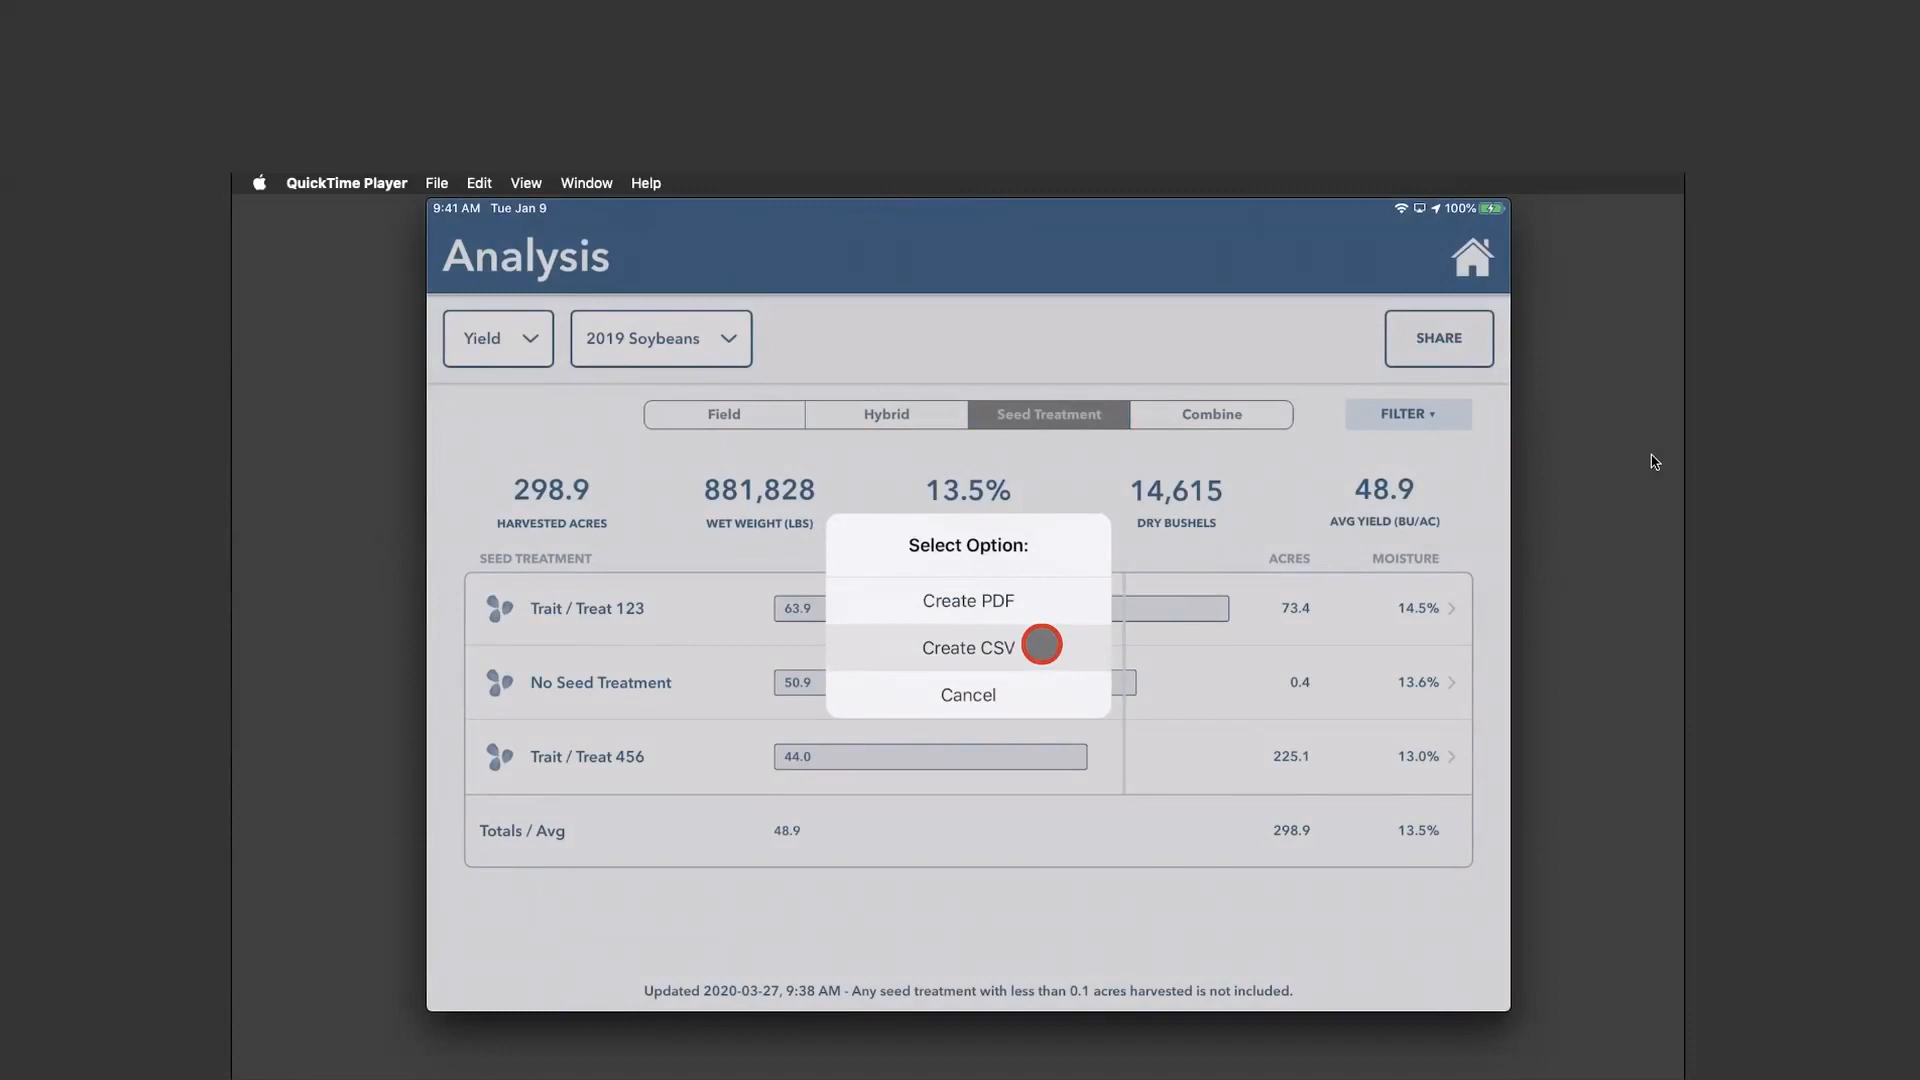 QuickTime Player File Edit View Window Help
9:41 AM Tue Jan 9 100%
Analysis
Yield 2019 Soybeans SHARE
Field Hybrid Seed Treatment Combine FILTER ▾
298.9 881,828 13.5% 14,615 48.9
HARVESTED ACRES WET WEIGHT (LBS) DRY BUSHELS AVG YIELD (BU/AC)
Select Option:
SEED TREATMENT ACRES MOISTURE
Create PDF
Trait / Treat 123 63.9 73.4 14.5%
Create CSV
No Seed Treatment 50.9 0.4 13.6%
Cancel
Trait / Treat 456 44.0 225.1 13.0%
Totals / Avg 48.9 298.9 13.5%
Updated 2020-03-27, 9:38 AM - Any seed treatment with less than 0.1 acres harvested is not included.